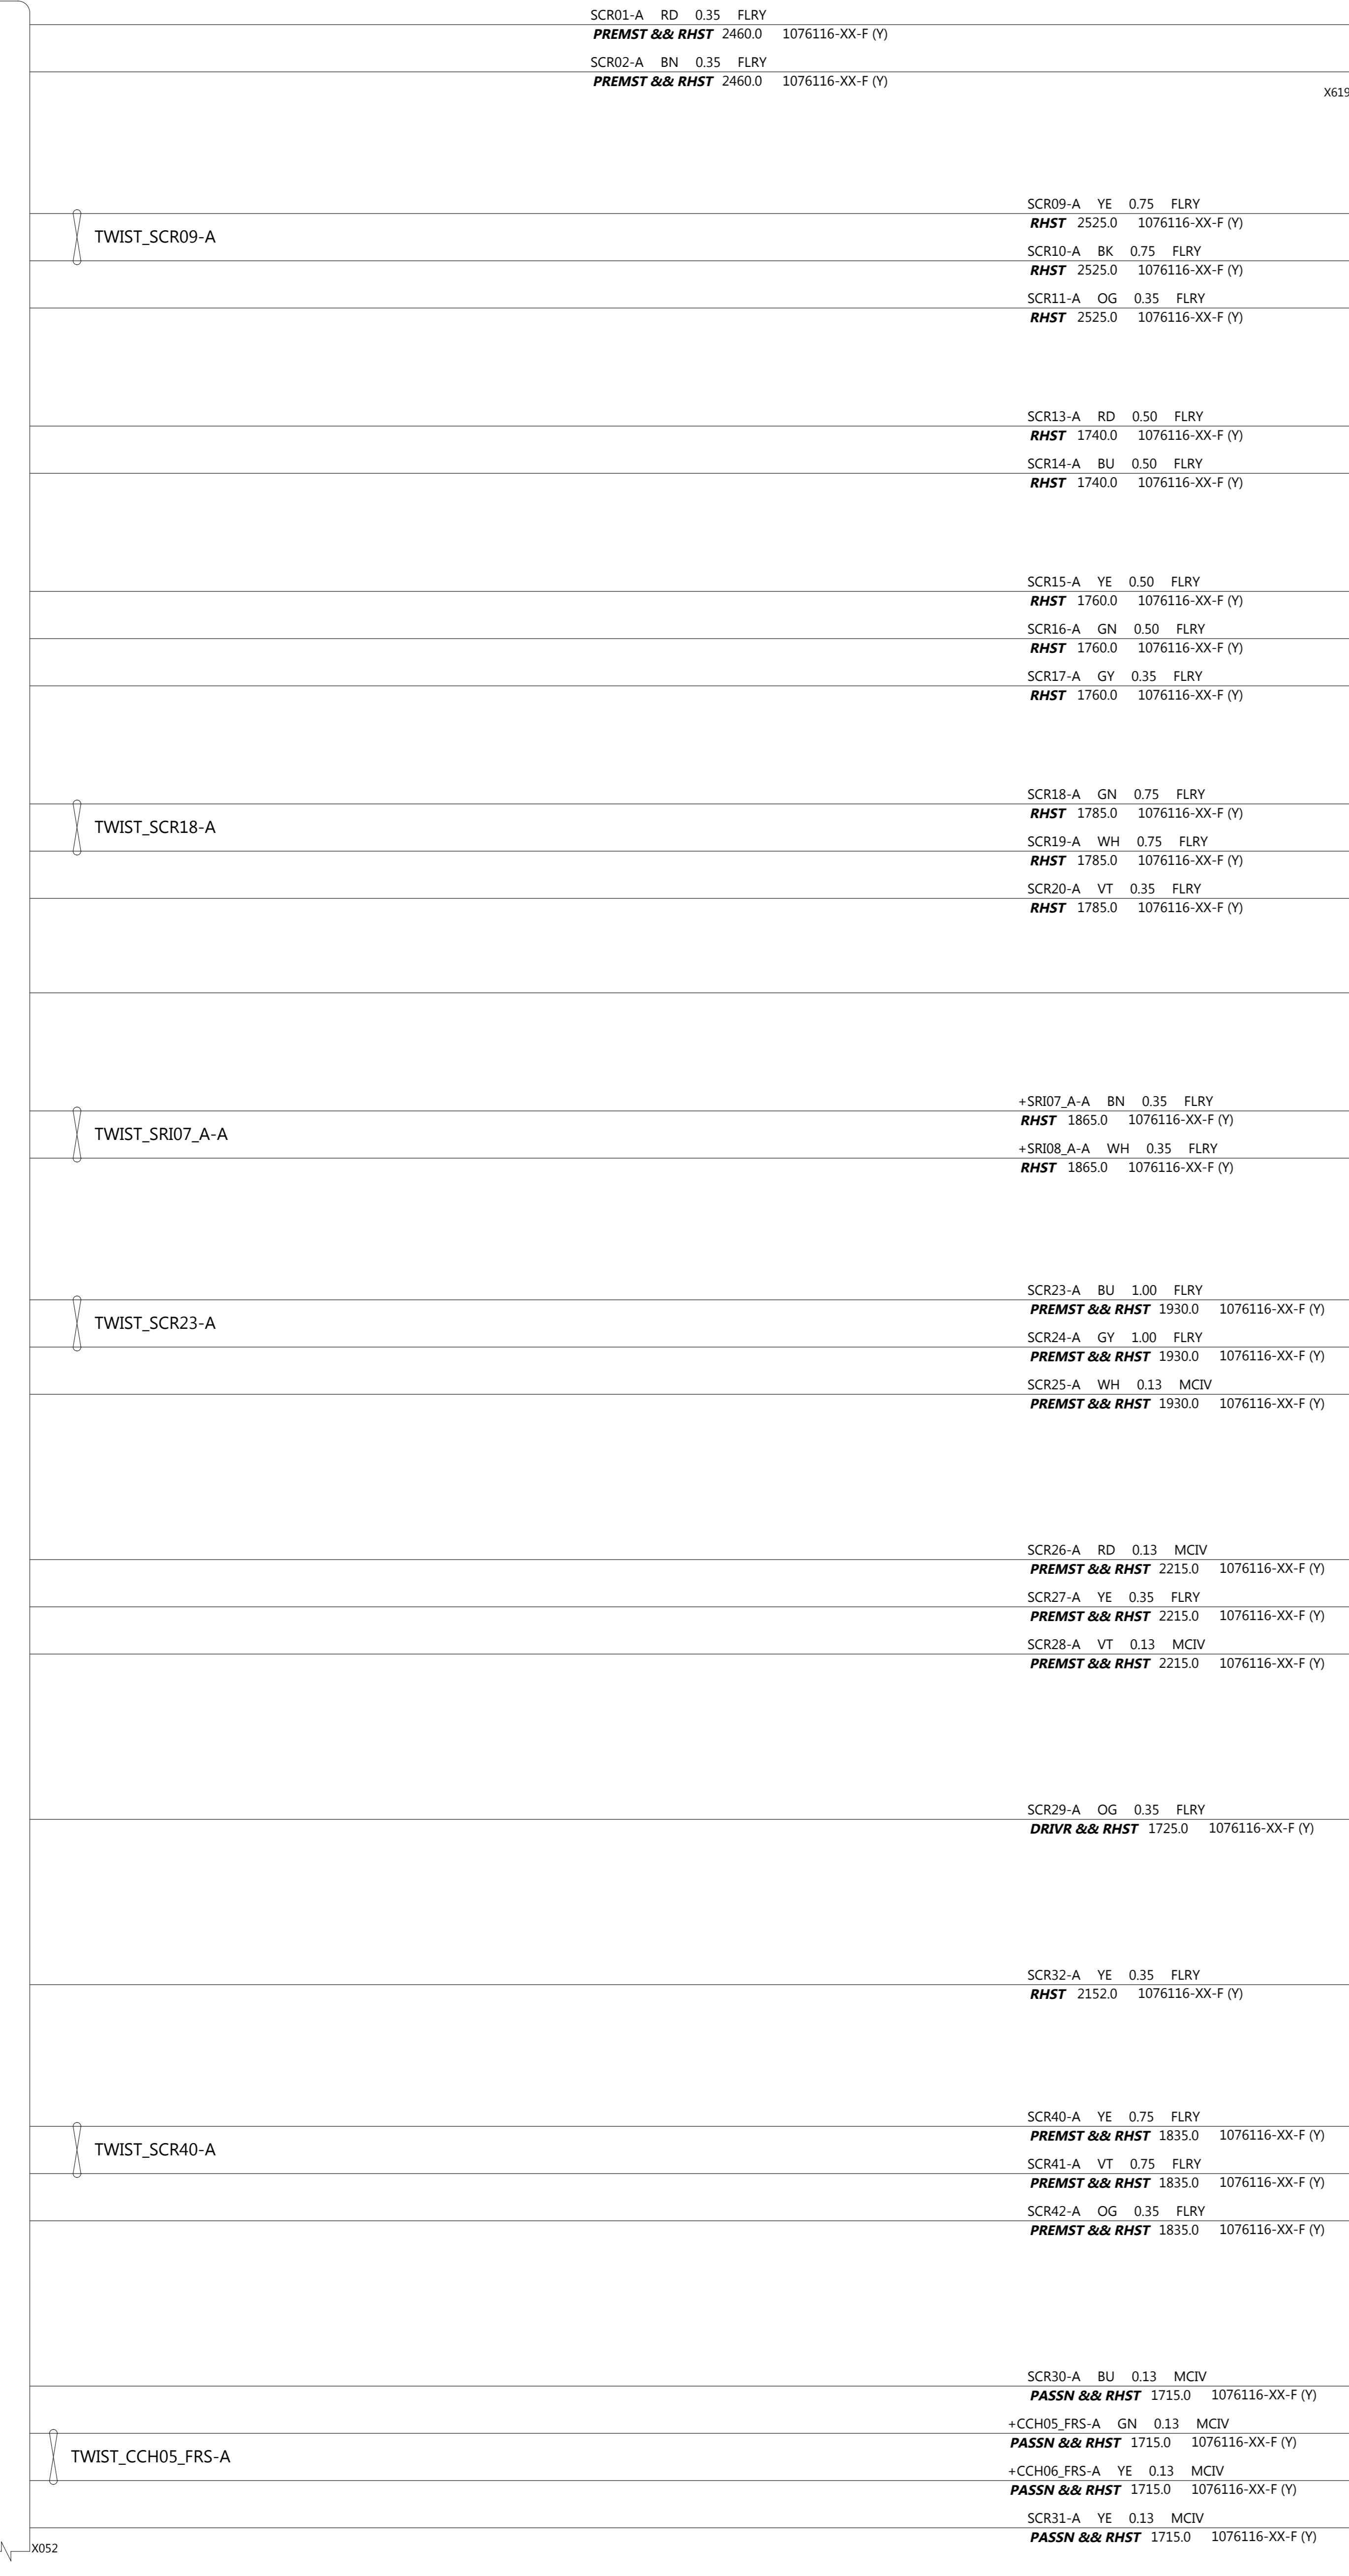 SCR01-A RD 0.35 FLRY
PREMST && RHST 2460.0 1076116-XX-F (Y)
SCR02-A BN 0.35 FLRY
PREMST && RHST 2460.0 1076116-XX-F (Y)
X619
SCR09-A YE 0.75 FLRY
RHST 2525.0 1076116-XX-F (Y)
TWIST_SCR09-A
SCR10-A BK 0.75 FLRY
RHST 2525.0 1076116-XX-F (Y)
SCR11-A OG 0.35 FLRY
RHST 2525.0 1076116-XX-F (Y)
SCR13-A RD 0.50 FLRY
RHST 1740.0 1076116-XX-F (Y)
SCR14-A BU 0.50 FLRY
RHST 1740.0 1076116-XX-F (Y)
SCR15-A YE 0.50 FLRY
RHST 1760.0 1076116-XX-F (Y)
SCR16-A GN 0.50 FLRY
RHST 1760.0 1076116-XX-F (Y)
SCR17-A GY 0.35 FLRY
RHST 1760.0 1076116-XX-F (Y)
SCR18-A GN 0.75 FLRY
RHST 1785.0 1076116-XX-F (Y)
TWIST_SCR18-A
SCR19-A WH 0.75 FLRY
RHST 1785.0 1076116-XX-F (Y)
SCR20-A VT 0.35 FLRY
RHST 1785.0 1076116-XX-F (Y)
+SRI07_A-A BN 0.35 FLRY
RHST 1865.0 1076116-XX-F (Y)
TWIST_SRI07_A-A
+SRI08_A-A WH 0.35 FLRY
RHST 1865.0 1076116-XX-F (Y)
SCR23-A BU 1.00 FLRY
PREMST && RHST 1930.0 1076116-XX-F (Y)
TWIST_SCR23-A
SCR24-A GY 1.00 FLRY
PREMST && RHST 1930.0 1076116-XX-F (Y)
SCR25-A WH 0.13 MCIV
PREMST && RHST 1930.0 1076116-XX-F (Y)
SCR26-A RD 0.13 MCIV
PREMST && RHST 2215.0 1076116-XX-F (Y)
SCR27-A YE 0.35 FLRY
PREMST && RHST 2215.0 1076116-XX-F (Y)
SCR28-A VT 0.13 MCIV
PREMST && RHST 2215.0 1076116-XX-F (Y)
SCR29-A OG 0.35 FLRY
DRIVR && RHST 1725.0 1076116-XX-F (Y)
SCR32-A YE 0.35 FLRY
RHST 2152.0 1076116-XX-F (Y)
SCR40-A YE 0.75 FLRY
PREMST && RHST 1835.0 1076116-XX-F (Y)
TWIST_SCR40-A
SCR41-A VT 0.75 FLRY
PREMST && RHST 1835.0 1076116-XX-F (Y)
SCR42-A OG 0.35 FLRY
PREMST && RHST 1835.0 1076116-XX-F (Y)
SCR30-A BU 0.13 MCIV
PASSN && RHST 1715.0 1076116-XX-F (Y)
+CCH05_FRS-A GN 0.13 MCIV
PASSN && RHST 1715.0 1076116-XX-F (Y)
TWIST_CCH05_FRS-A
+CCH06_FRS-A YE 0.13 MCIV
PASSN && RHST 1715.0 1076116-XX-F (Y)
SCR31-A YE 0.13 MCIV
PASSN && RHST 1715.0 1076116-XX-F (Y)
X052